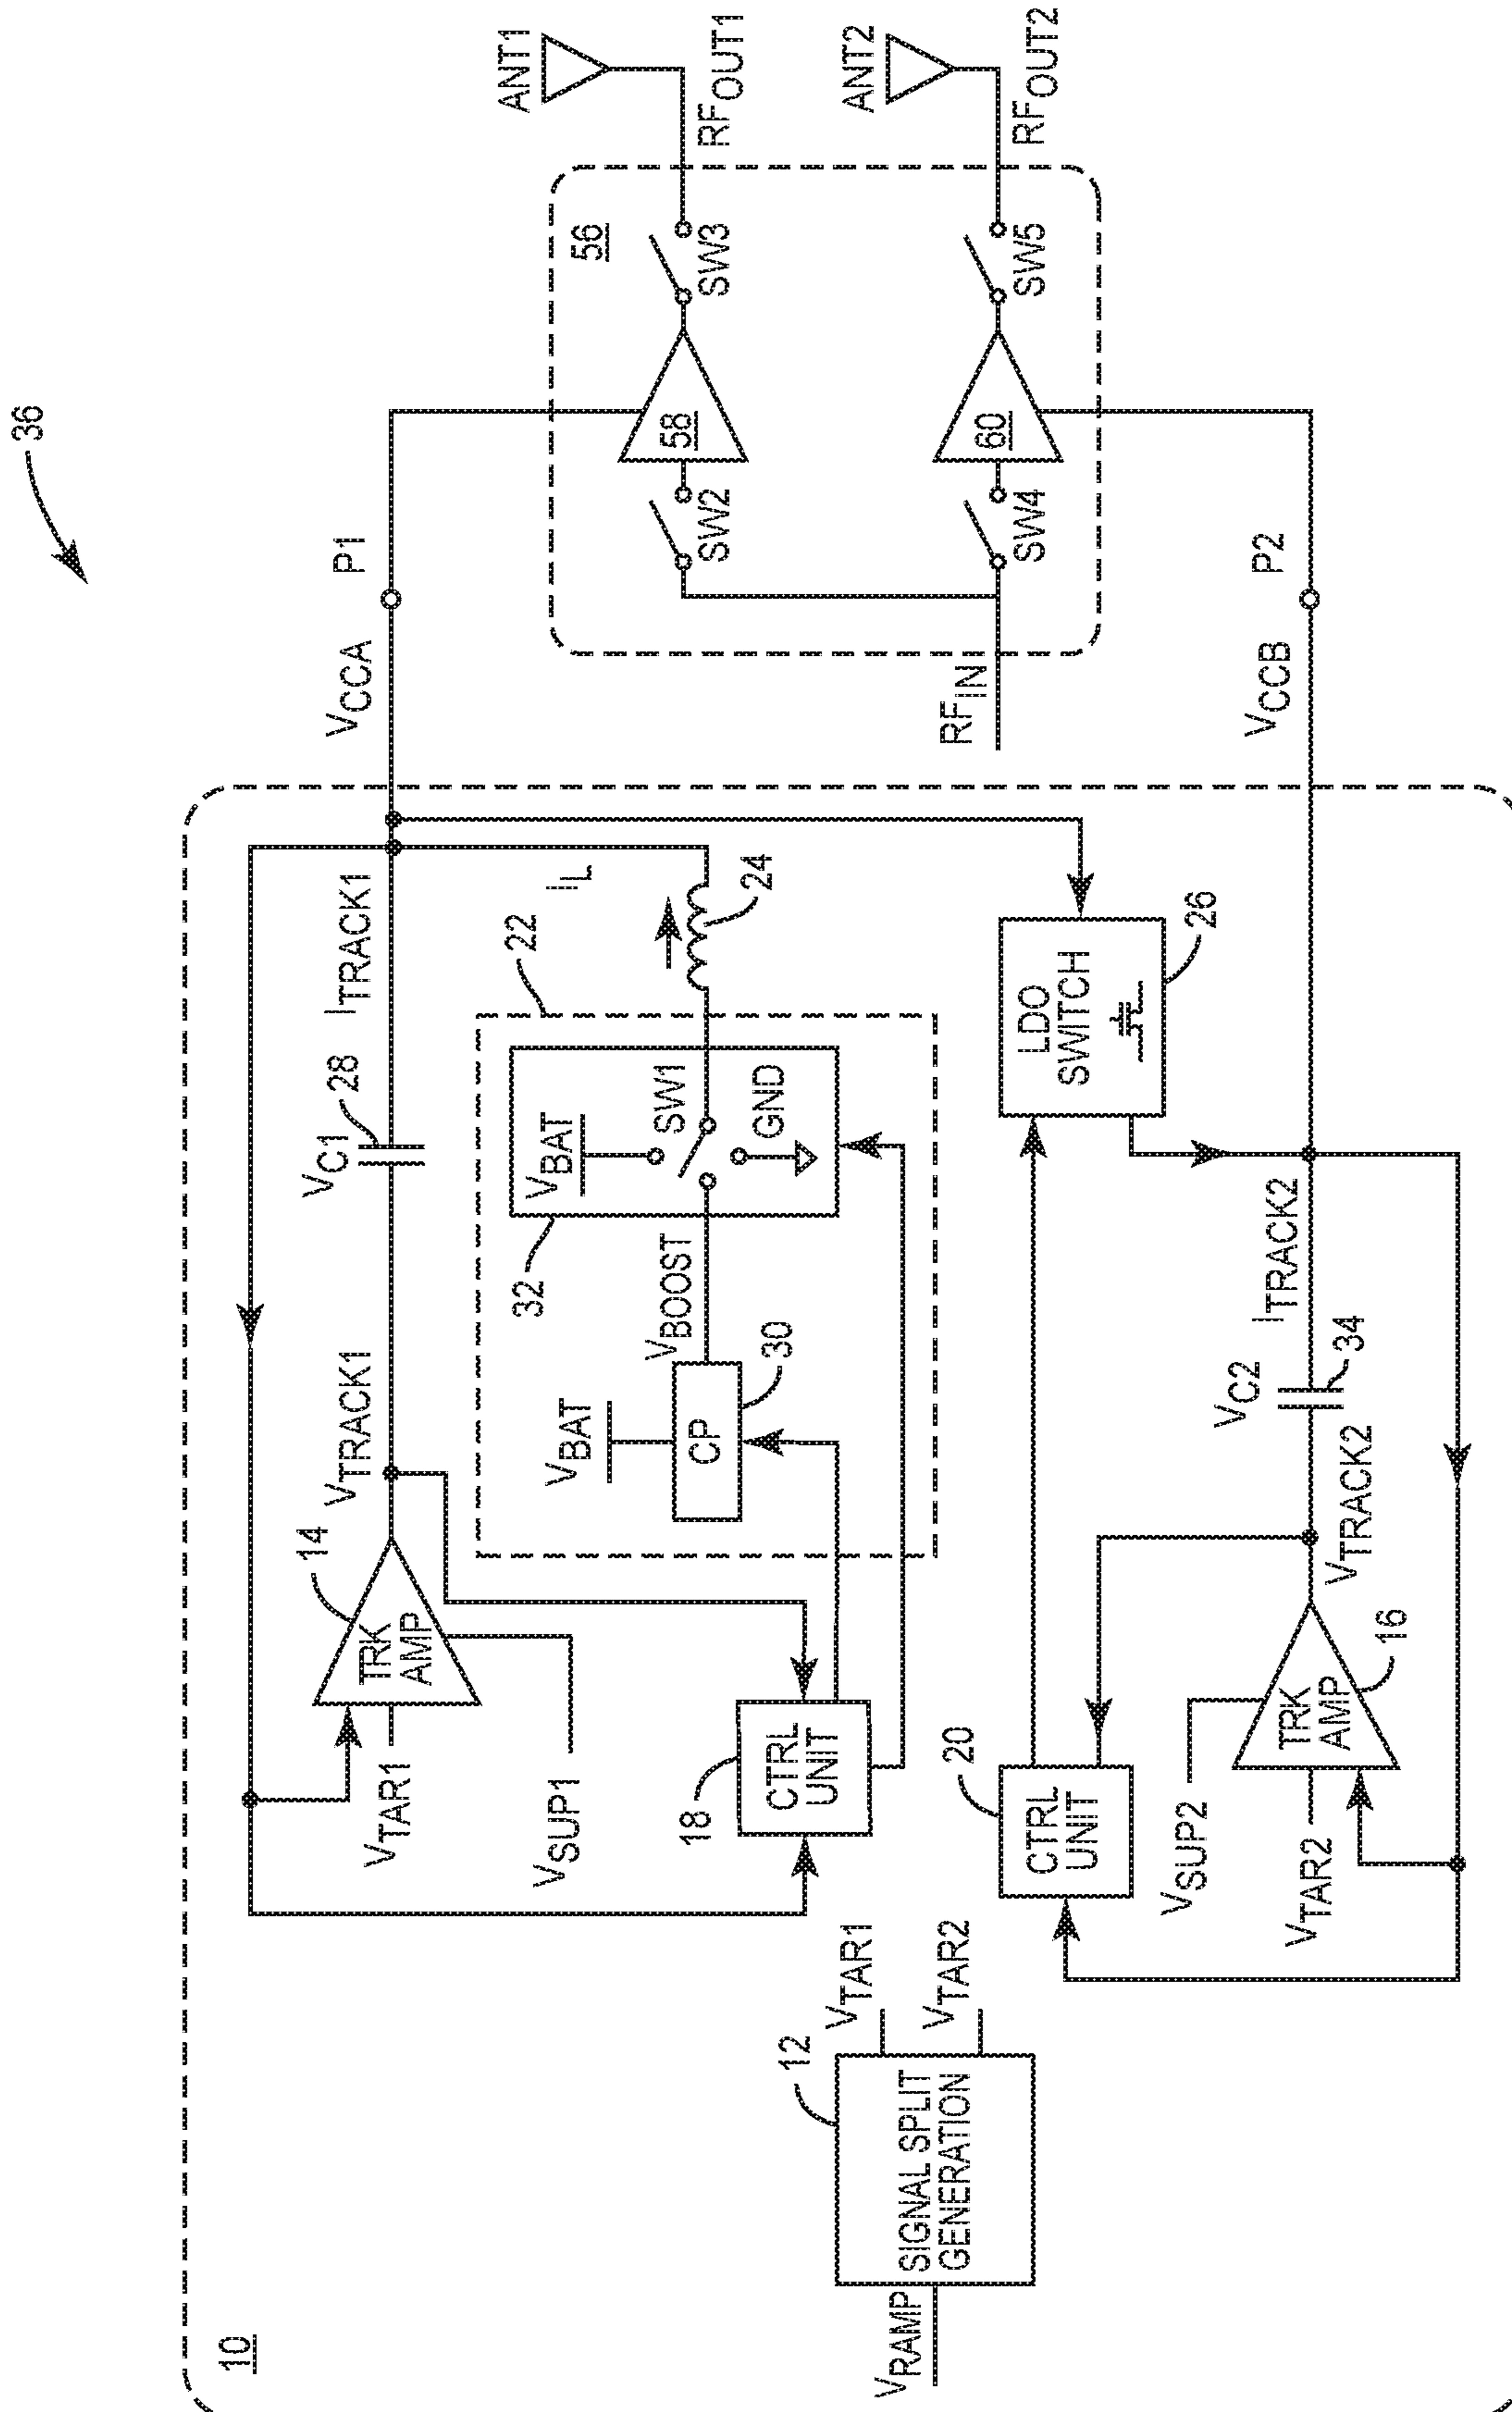 36
10
ANT1
RFOUT1
ANT2
RFOUT2
56
SW3
SW5
58
60
SW2
SW4
P1
VCCA
RFIN
P2
VCCB
VTAR1
VSUP1
14
TRK
AMP
VTRACK1
VC1
28
ITRACK1
22
IL
24
32
VBAT
SW1
GND
VBOOST
VBAT
CP
30
18
CTRL
UNIT
LDO
SWITCH
26
20
CTRL
UNIT
VSUP2
VTAR2
TRK
AMP
16
VTRACK2
VC2
34
ITRACK2
VRAMP
12
SIGNAL SPLIT
GENERATION
VTAR1
VTAR2